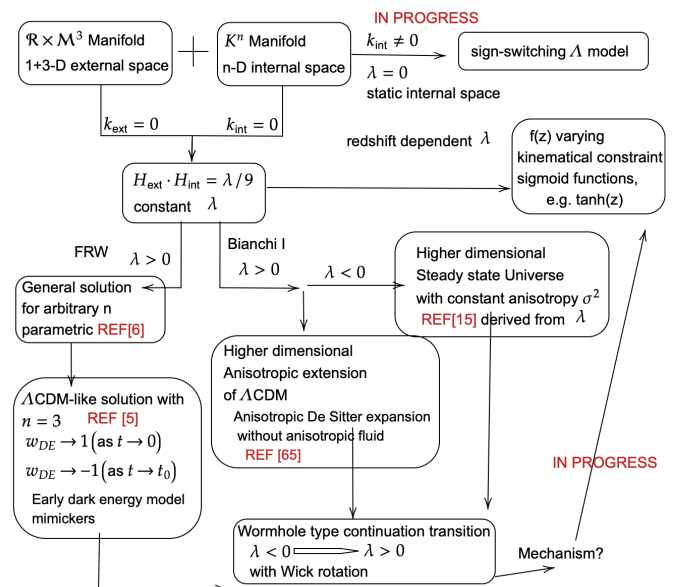 IN PROGRESS
ℛ × ℳ³ Manifold
1+3-D external space
Kⁿ Manifold
n-D internal space
k_int ≠ 0
λ = 0
static internal space
sign-switching Λ model
k_ext = 0
k_int = 0
redshift dependent λ
f(z) varying
kinematical constraint
sigmoid functions,
e.g. tanh(z)
H_ext · H_int = λ/9
constant λ
FRW
λ > 0
Bianchi I
λ > 0
λ < 0
Higher dimensional
Steady state Universe
with constant anisotropy σ²
REF[15] derived from λ
General solution
for arbitrary n
parametric REF[6]
Higher dimensional
Anisotropic extension
of ΛCDM
Anisotropic De Sitter expansion
without anisotropic fluid
REF [65]
ΛCDM-like solution with
n = 3 REF [5]
w_DE → 1 (as t → 0)
w_DE → −1 (as t → t₀)
Early dark energy model
mimickers
IN PROGRESS
Wormhole type continuation transition
λ < 0 ⟹ λ > 0
with Wick rotation
Mechanism?